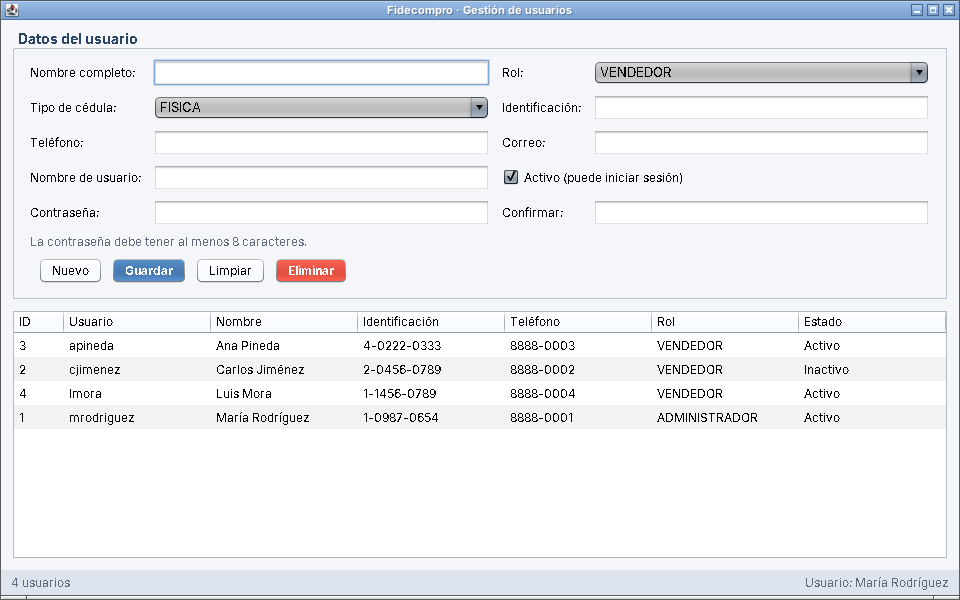 Fidecompro · Gestión de usuarios
Datos del usuario
Nombre completo: Rol: VENDEDOR
Tipo de cédula: FISICA Identificación:
Teléfono: Correo:
Nombre de usuario: Activo (puede iniciar sesión)
Contraseña: Confirmar:
La contraseña debe tener al menos 8 caracteres.
Nuevo Guardar Limpiar Eliminar
ID Usuario Nombre Identificación Teléfono Rol Estado
3 apineda Ana Pineda 4-0222-0333 8888-0003 VENDEDOR Activo
2 cjimenez Carlos Jiménez 2-0456-0789 8888-0002 VENDEDOR Inactivo
4 lmora Luis Mora 1-1456-0789 8888-0004 VENDEDOR Activo
1 mrodriguez María Rodríguez 1-0987-0654 8888-0001 ADMINISTRADOR Activo
4 usuarios Usuario: María Rodríguez